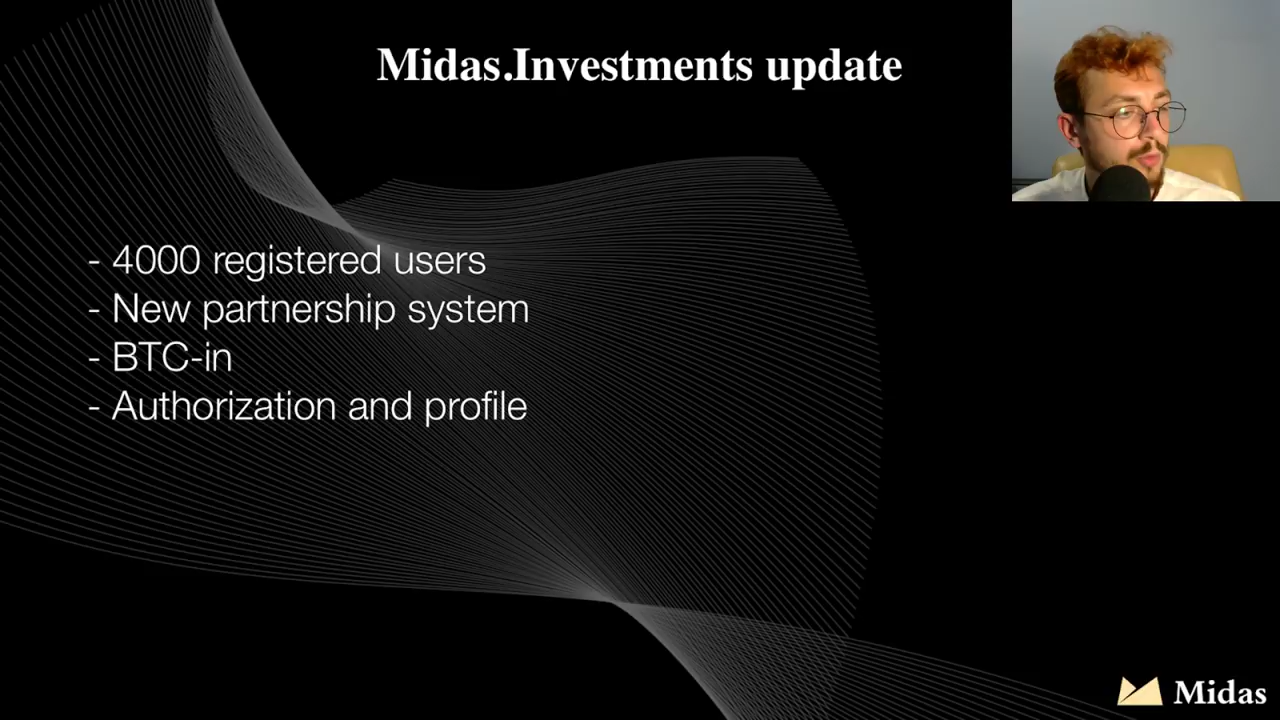 Midas.Investments update
- 4000 registered users
- New partnership system
- BTC-in
- Authorization and profile
Midas